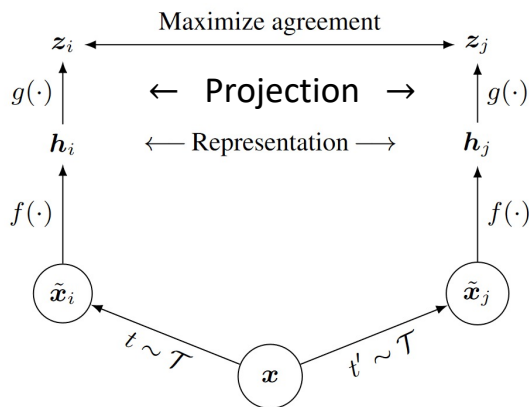 Maximize agreement
z_i z_j
g(·) ← Projection → g(·)
h_i ← Representation → h_j
f(·) f(·)
x̃_i x̃_j
t ∼ 𝒯 t′ ∼ 𝒯
x